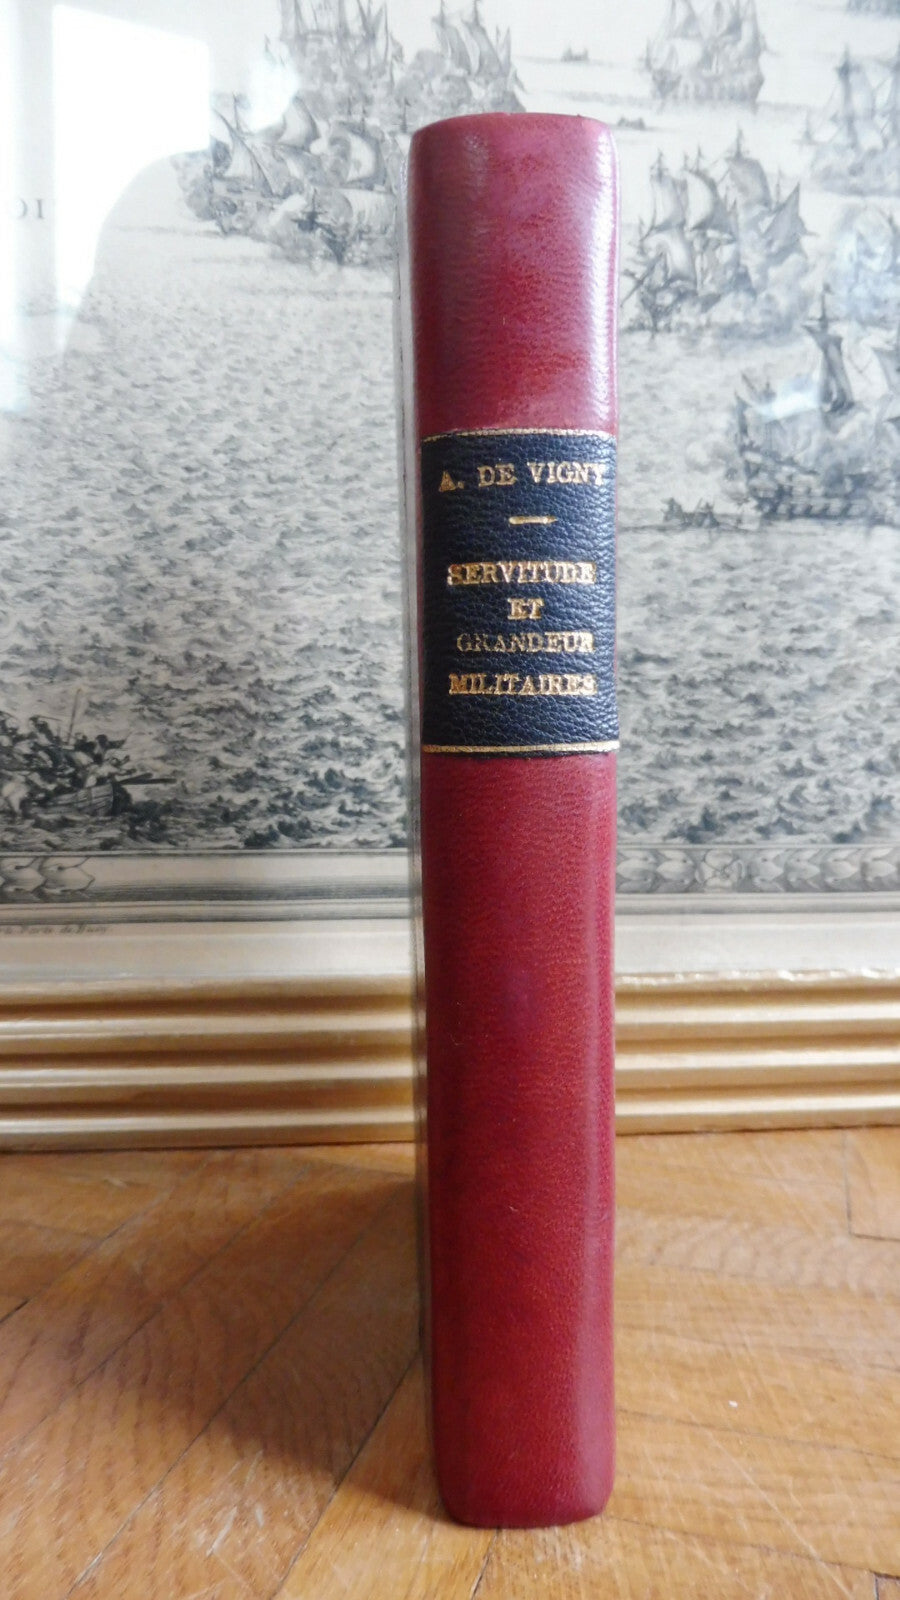 A. DE VIGNY
SERVITUDE
ET
GRANDEUR
MILITAIRES